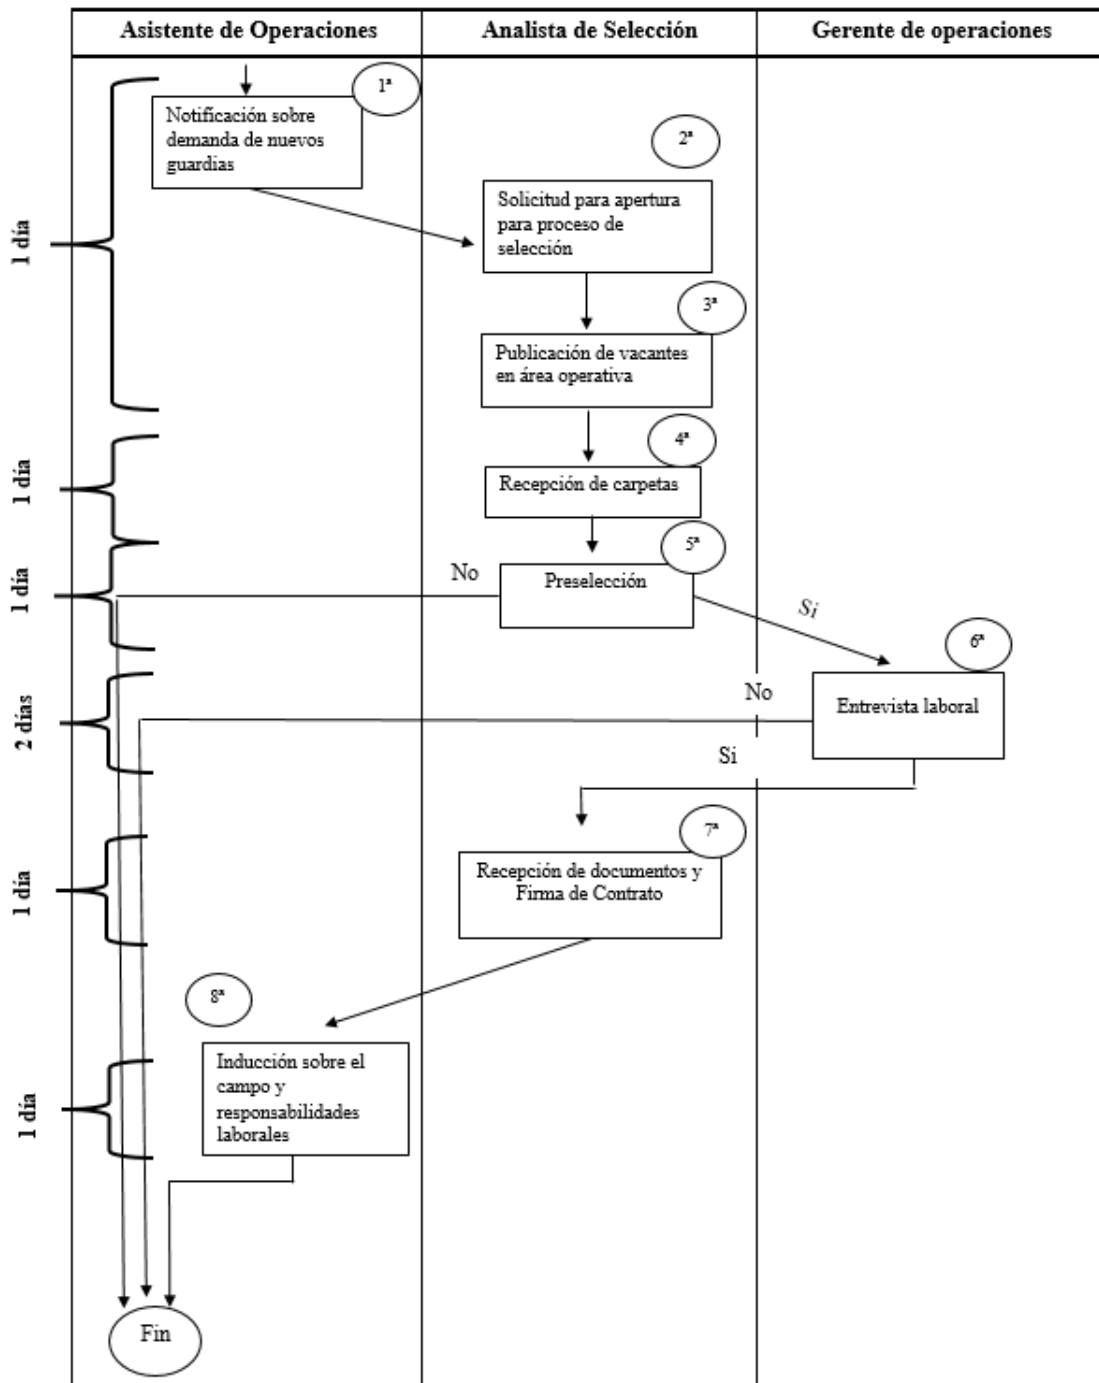 Asistente de Operaciones
Analista de Selección
Gerente de operaciones
1ª
Notificación sobre
demanda de nuevos
guardias
2ª
Solicitud para apertura
para proceso de
selección
1 día
3ª
Publicación de vacantes
en área operativa
4ª
Recepción de carpetas
1 día
5ª
Preselección
No
Si
1 día
6ª
Entrevista laboral
No
Si
2 días
7ª
Recepción de documentos y
Firma de Contrato
1 día
8ª
Inducción sobre el
campo y
responsabilidades
laborales
1 día
Fin